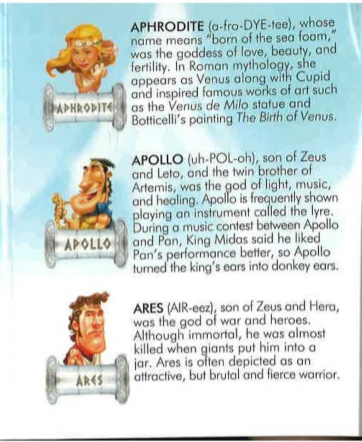 APHRODITE (a-fro-DYE-tee), whose
name means "born of the sea foam,"
was the goddess of love, beauty, and
fertility. In Roman mythology, she
appears as Venus along with Cupid
and inspired famous works of art such
as the Venus de Milo statue and
Botticelli's painting The Birth of Venus.
APHRODITE
APOLLO (uh-POL-oh), son of Zeus
and Leto, and the twin brother of
Artemis, was the god of light, music,
and healing. Apollo is frequently shown
playing an instrument called the lyre.
During a music contest between Apollo
and Pan, King Midas said he liked
Pan's performance better, so Apollo
turned the king's ears into donkey ears.
APOLLO
ARES (AIR-eez), son of Zeus and Hera,
was the god of war and heroes.
Although immortal, he was almost
killed when giants put him into a
jar. Ares is often depicted as an
attractive, but brutal and fierce warrior.
ARES